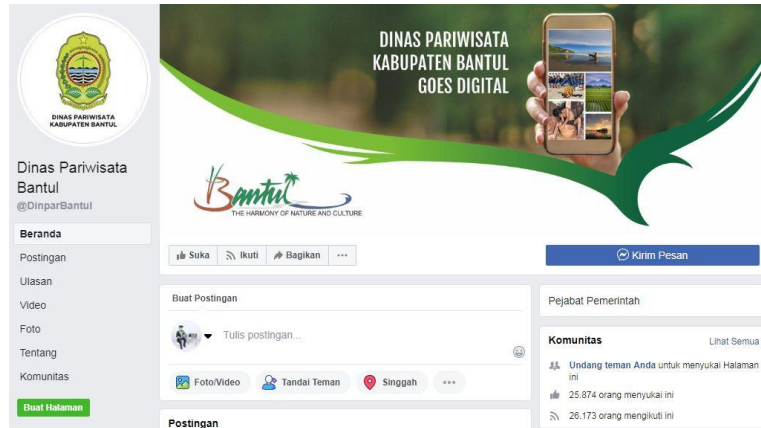 DINAS PARIWISATA
KABUPATEN BANTUL
Dinas Pariwisata
Bantul
@DinparBantul
Beranda
Postingan
Ulasan
Video
Foto
Tentang
Komunitas
Buat Halaman
DINAS PARIWISATA
KABUPATEN BANTUL
GOES DIGITAL
Bantul
THE HARMONY OF NATURE AND CULTURE
Suka Ikuti Bagikan
Kirim Pesan
Buat Postingan
Tulis postingan...
Foto/Video Tandai Teman Singgah
Postingan
Pejabat Pemerintah
Komunitas Lihat Semua
Undang teman Anda untuk menyukai Halaman
ini
25.874 orang menyukai ini
26.173 orang mengikuti ini